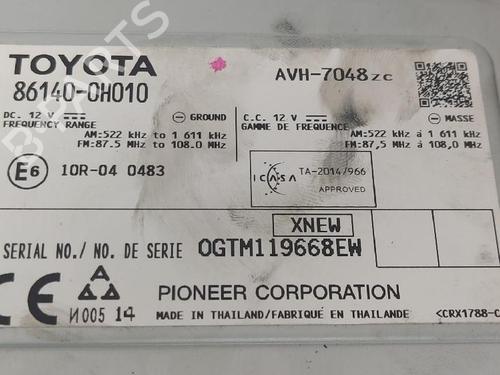 TOYOTA
86140-0H010
AVH-7048zc
DC. 12 V GROUND
FREQUENCY RANGE
AM:522 kHz to 1 611 kHz
FM:87.5 MHz to 108.0 MHz
C.C. 12 V MASSE
GAMME DE FREQUENCE
AM:522 kHz à 1 611 kHz
FM:87,5 MHz à 108,0 MHz
E6 10R-04 0483
ICASA
TA-2014/966
APPROVED
XNEW
SERIAL NO./ NO. DE SERIE OGTM119668EW
CE
N005 14
PIONEER CORPORATION
MADE IN THAILAND/FABRIQUÉ EN THAILANDE
<CRX1788-